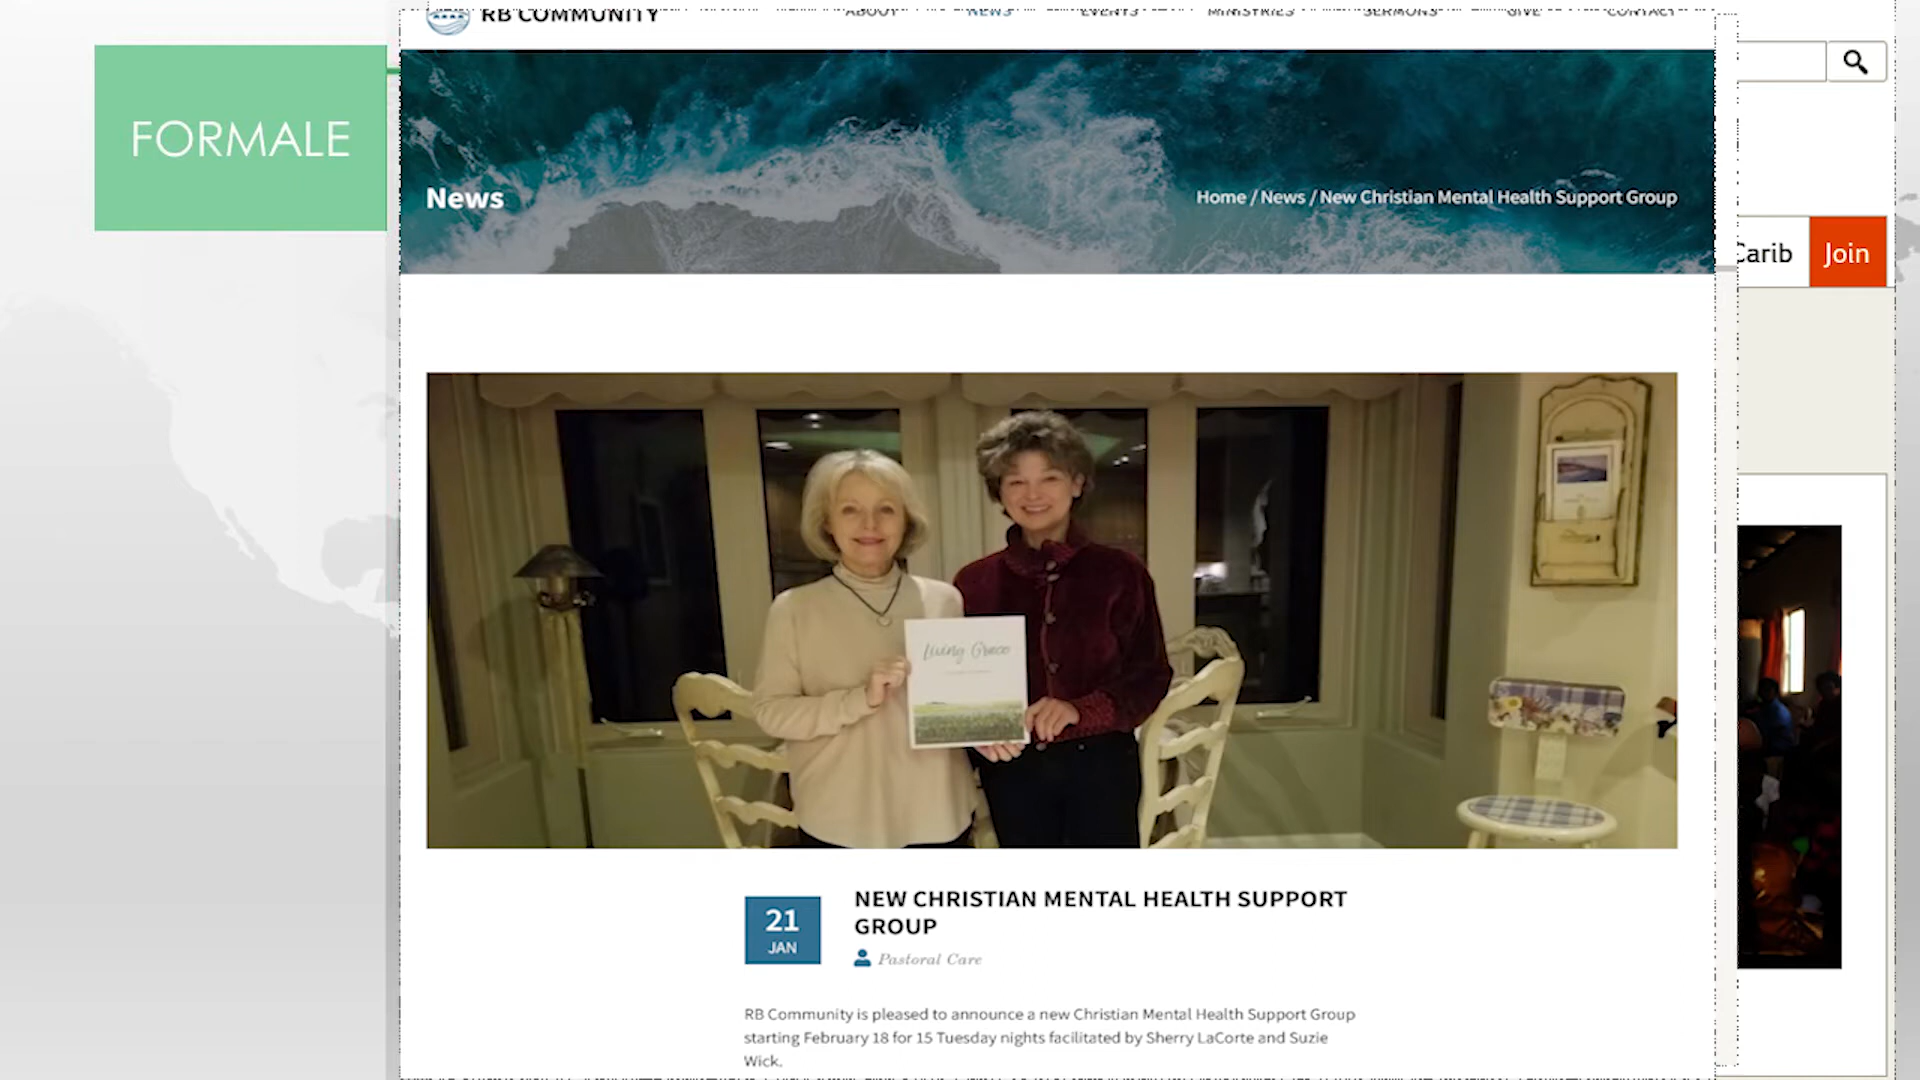 RB COMMUNITY
ABOUT NEWS EVENTS MINISTRIES SERMONS GIVE CONTACT
FORMALE
News
Home / News / New Christian Mental Health Support Group
Carib
Join
Living Grace
21
JAN
NEW CHRISTIAN MENTAL HEALTH SUPPORT
GROUP
Pastoral Care
RB Community is pleased to announce a new Christian Mental Health Support Group
starting February 18 for 15 Tuesday nights facilitated by Sherry LaCorte and Suzie
Wick.